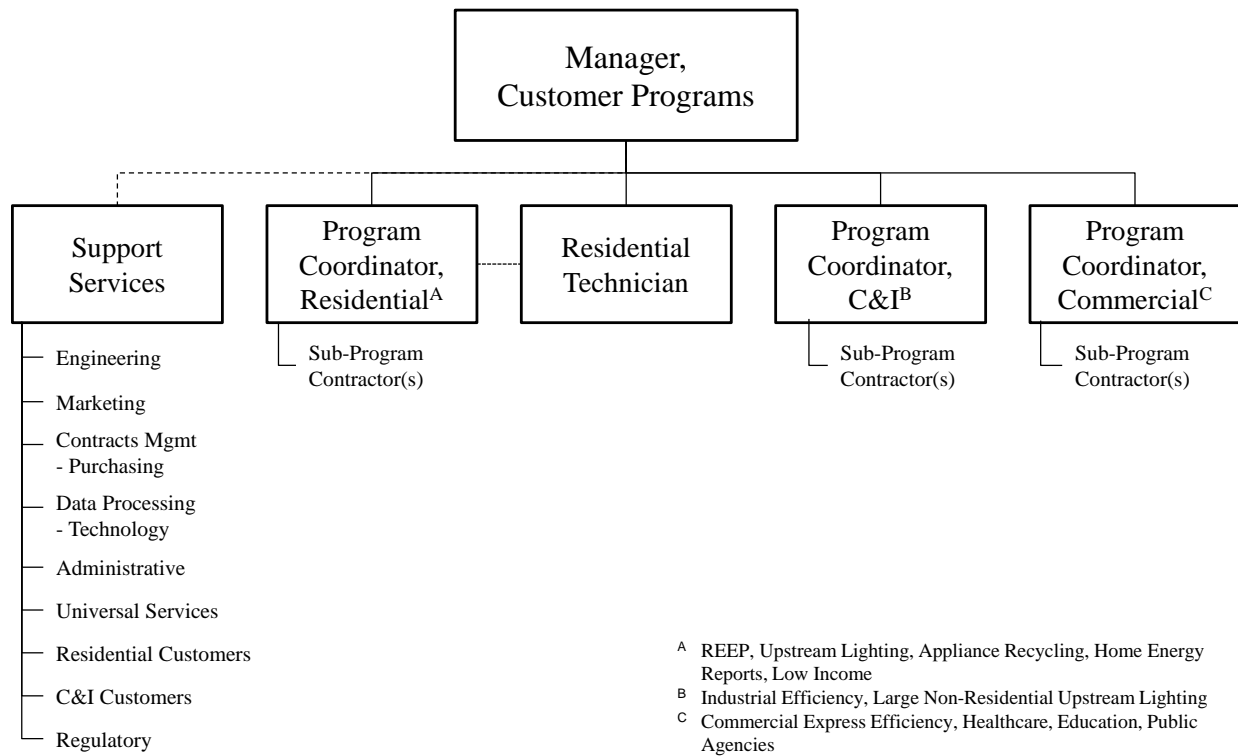 Manager,
Customer Programs
Support
Services
Program
Coordinator,
Residential^A
Residential
Technician
Program
Coordinator,
C&I^B
Program
Coordinator,
Commercial^C
Engineering
Marketing
Contracts Mgmt
- Purchasing
Data Processing
- Technology
Administrative
Universal Services
Residential Customers
C&I Customers
Regulatory
Sub-Program
Contractor(s)
Sub-Program
Contractor(s)
Sub-Program
Contractor(s)
A REEP, Upstream Lighting, Appliance Recycling, Home Energy
Reports, Low Income
B Industrial Efficiency, Large Non-Residential Upstream Lighting
C Commercial Express Efficiency, Healthcare, Education, Public
Agencies